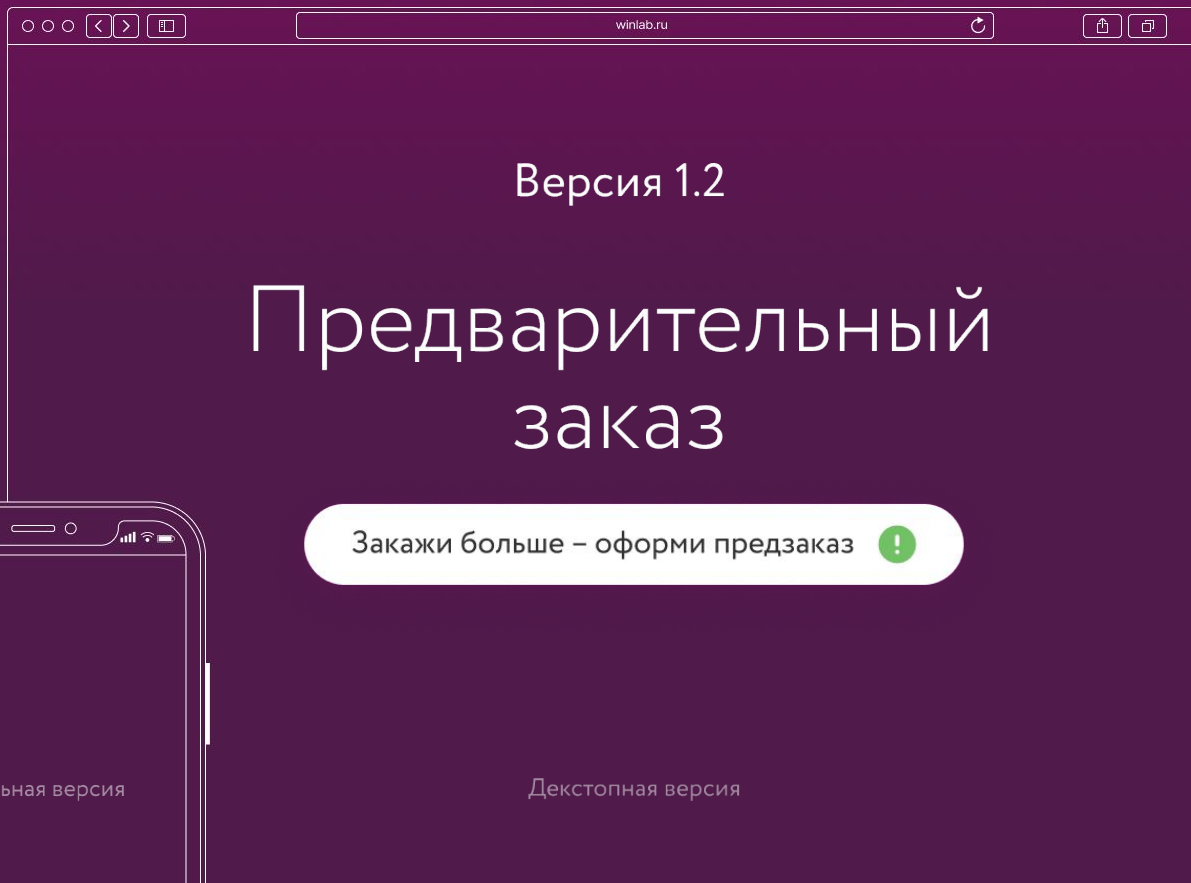 winlab.ru
Версия 1.2
Предварительный
заказ
Закажи больше – оформи предзаказ
ьная версия
Декстопная версия